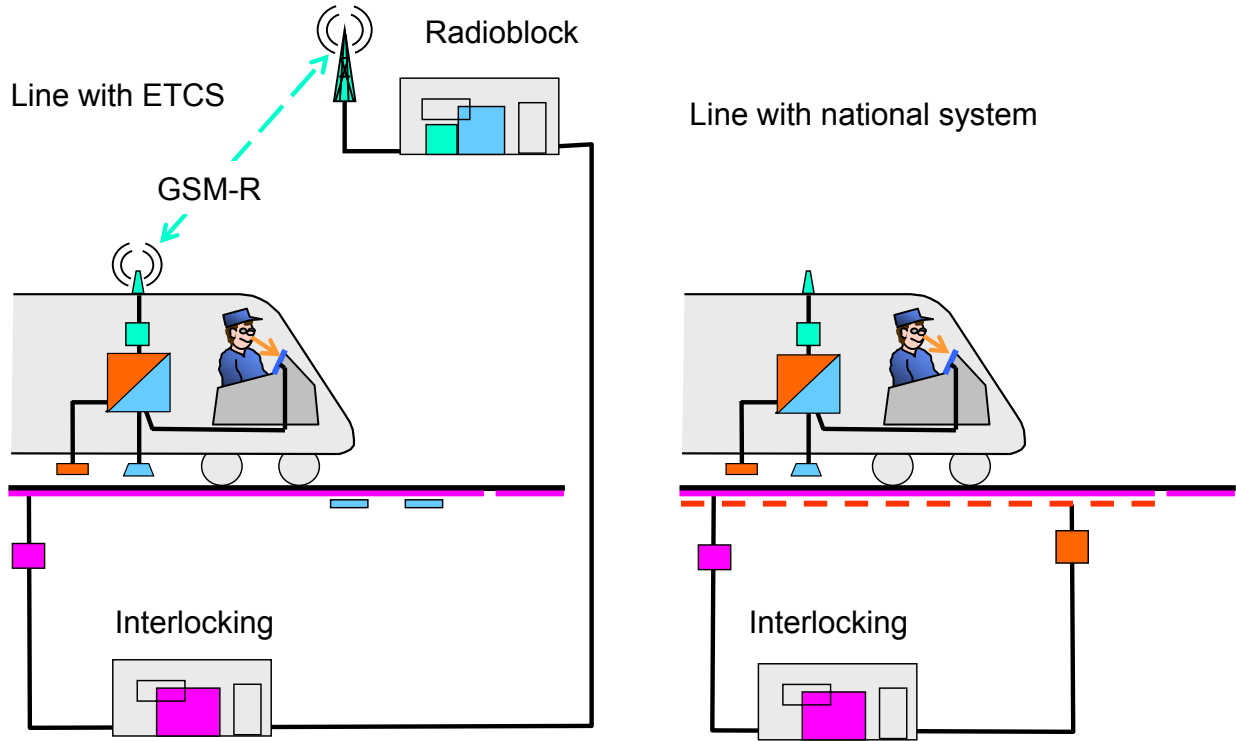 Radioblock
Line with ETCS
Line with national system
GSM-R
Interlocking
Interlocking